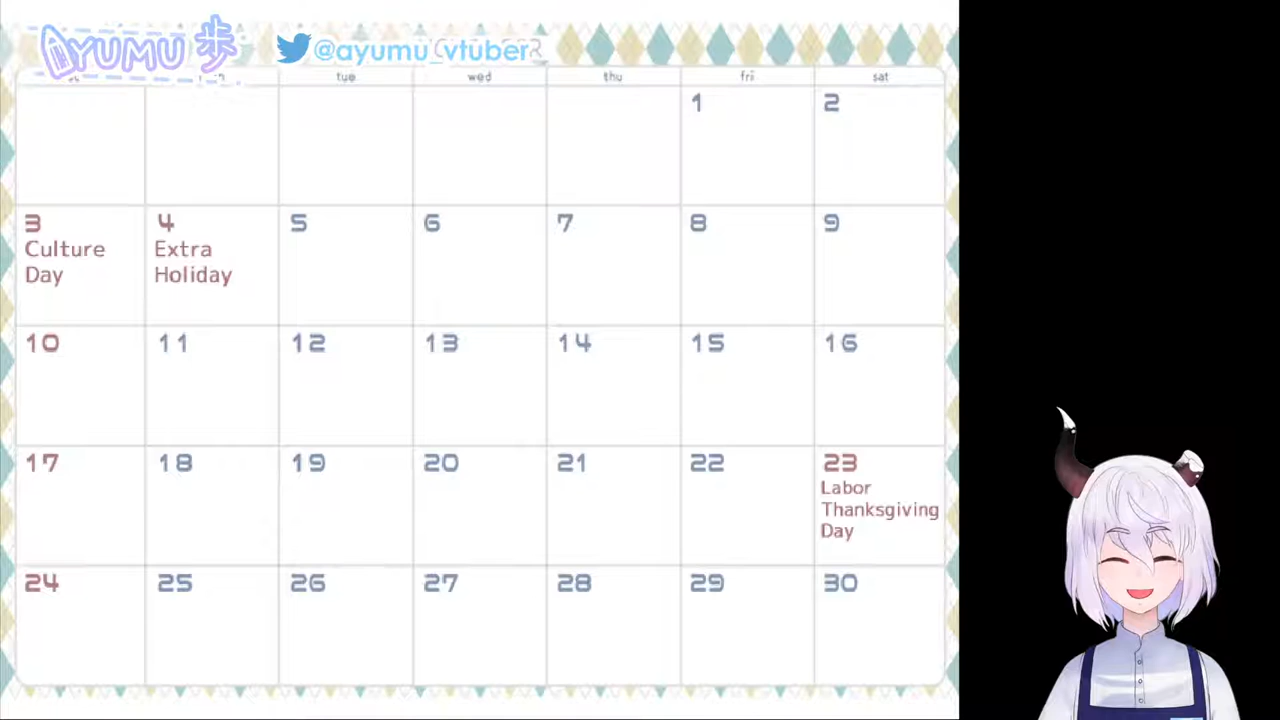 AYUMU 歩
@ayumu_vtuber
tue wed thu fri sat
1 2
3 4 5 6 7 8 9
Culture Day
Extra Holiday
10 11 12 13 14 15 16
17 18 19 20 21 22 23
Labor
Thanksgiving
Day
24 25 26 27 28 29 30